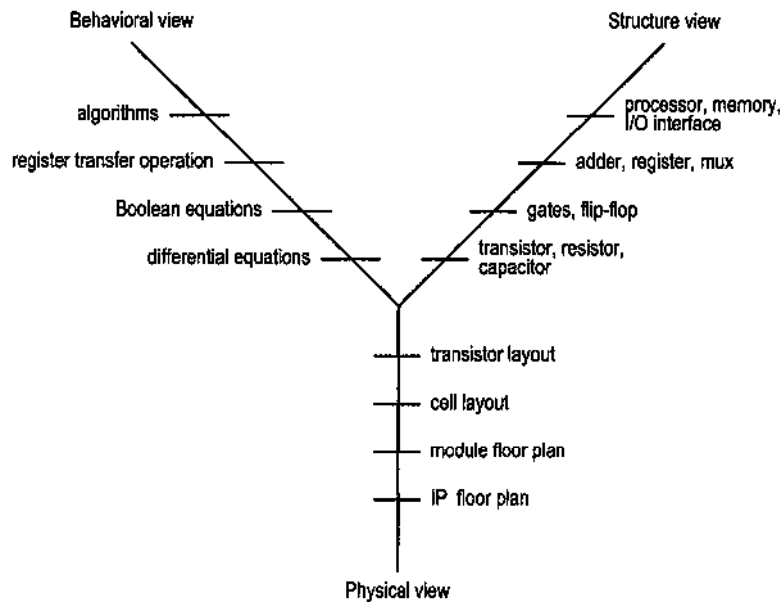 Behavioral view
Structure view
algorithms
processor, memory,
I/O interface
register transfer operation
adder, register, mux
Boolean equations
gates, flip-flop
differential equations
transistor, resistor,
capacitor
transistor layout
cell layout
module floor plan
IP floor plan
Physical view